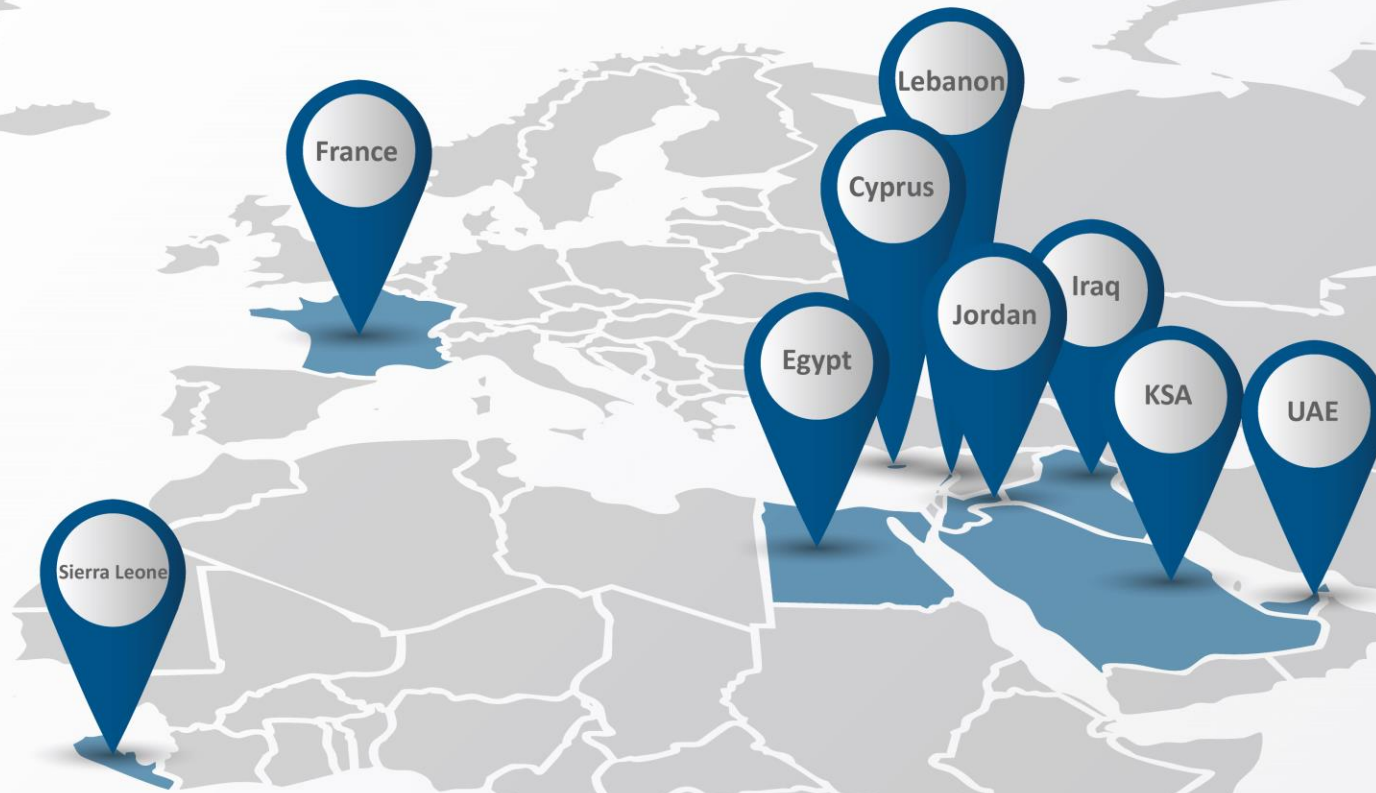 Lebanon
France
Cyprus
Iraq
Jordan
Egypt
KSA
UAE
Sierra Leone